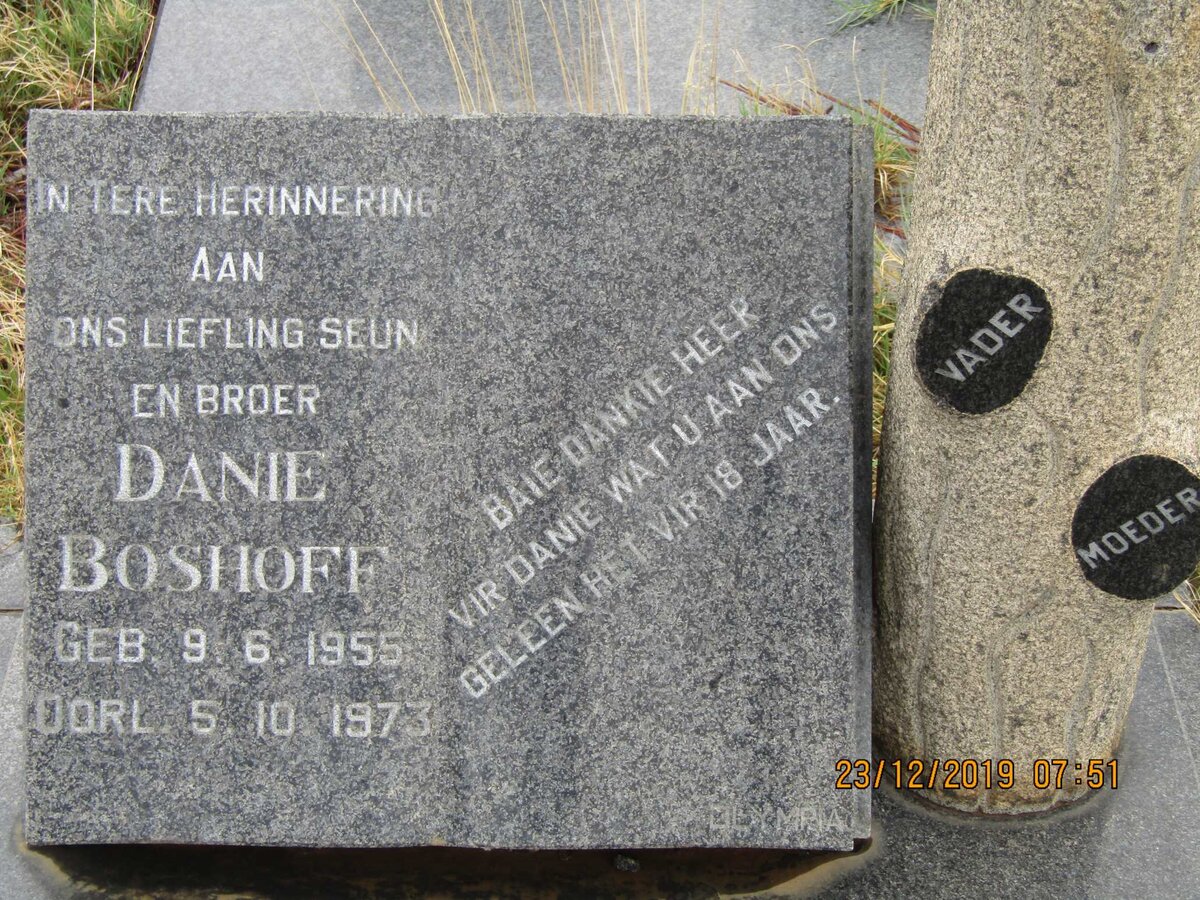 IN TERE HERINNERING
AAN
ONS LIEFLING SEUN
EN BROER
DANIE
BOSHOFF
GEB. 9. 6. 1955
OORL. 5. 10. 1973
BAIE DANKIE HEER
VIR DANIE WAT U AAN ONS
GELEEN HET VIR 18 JAAR.
OLYMPIA
VADER
MOEDER
23/12/2019 07:51